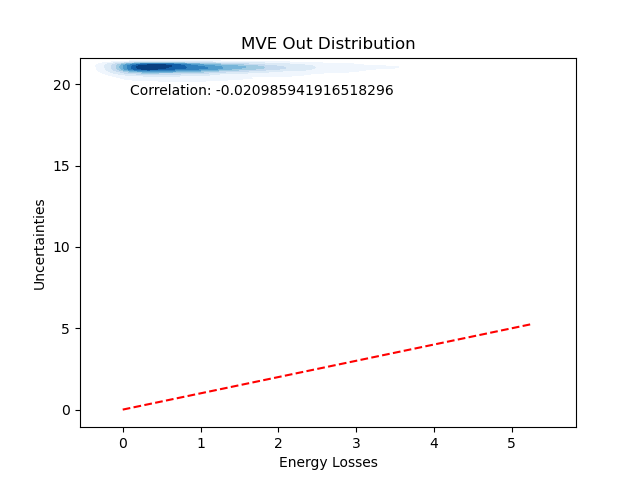 MVE Out Distribution
Correlation: -0.020985941916518296
Uncertainties
20
15
10
5
0
0 1 2 3 4 5
Energy Losses